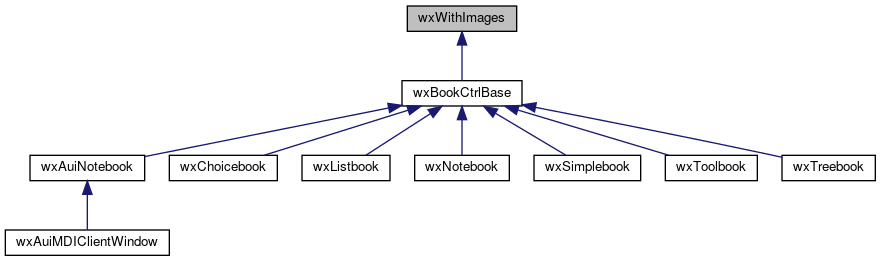 wxWithImages
wxBookCtrlBase
wxAuiNotebook
wxChoicebook
wxListbook
wxNotebook
wxSimplebook
wxToolbook
wxTreebook
wxAuiMDIClientWindow